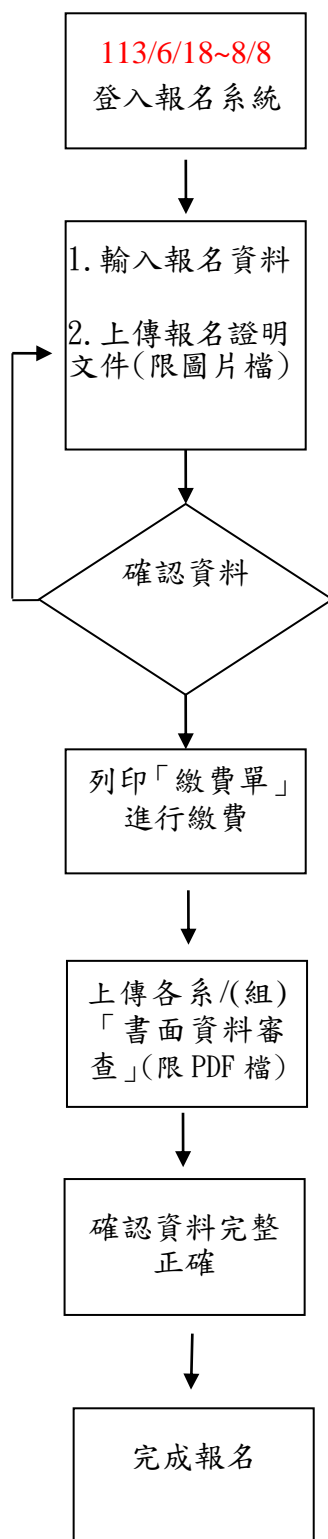 113/6/18~8/8
登入報名系統
1. 輸入報名資料
2. 上傳報名證明
文件(限圖片檔)
確認資料
列印「繳費單」
進行繳費
上傳各系/(組)
「書面資料審
查」(限 PDF 檔)
確認資料完整
正確
完成報名